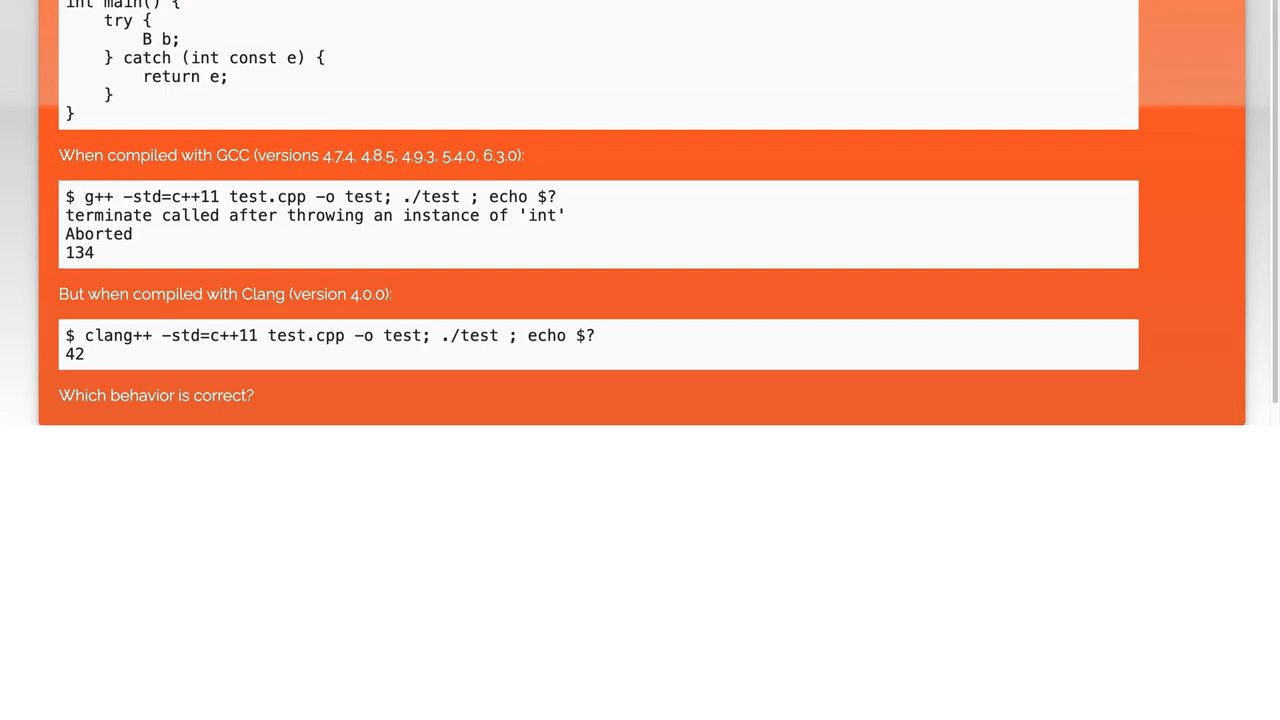 int main() {
    try {
        B b;
    } catch (int const e) {
        return e;
    }
}
When compiled with GCC (versions 4.7.4, 4.8.5, 4.9.3, 5.4.0, 6.3.0):
$ g++ -std=c++11 test.cpp -o test; ./test ; echo $?
terminate called after throwing an instance of 'int'
Aborted
134
But when compiled with Clang (version 4.0.0):
$ clang++ -std=c++11 test.cpp -o test; ./test ; echo $?
42
Which behavior is correct?